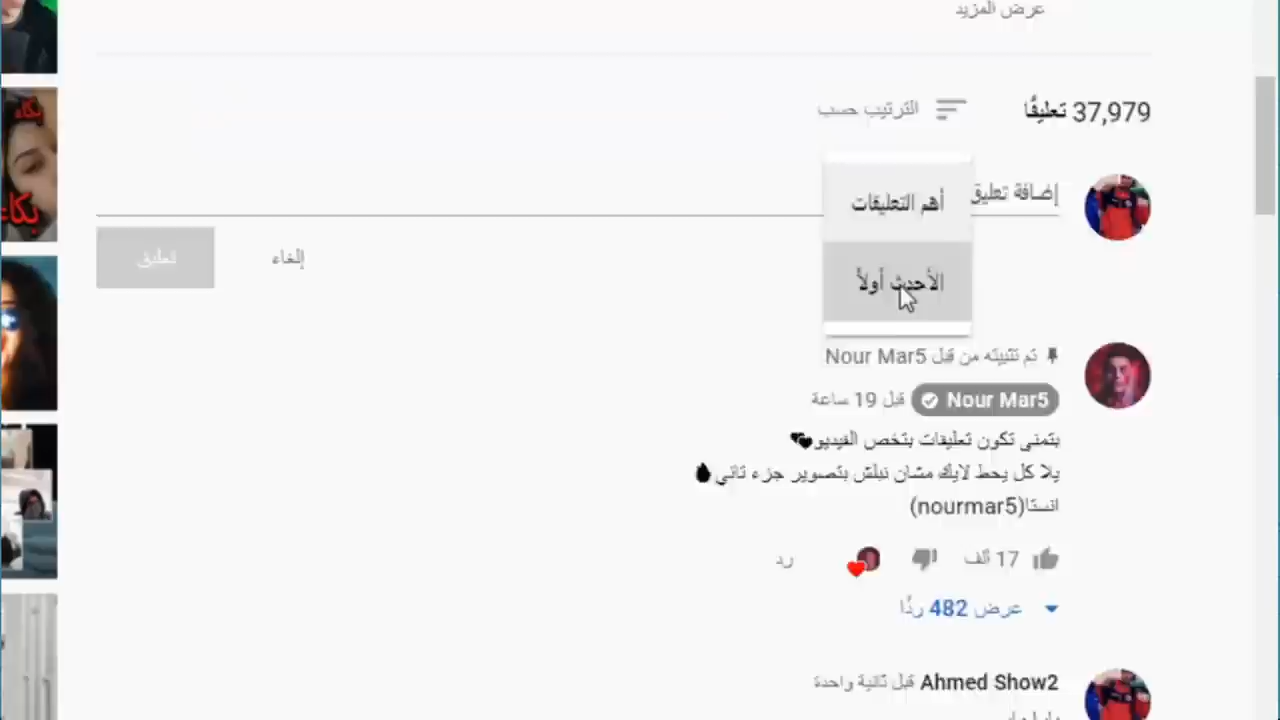 عرض المزيد
37,979 تعليقًا
الترتيب حسب
أهم التعليقات
الأحدث أولاً
إضافة تعليق
إلغاء
تعليق
تم تثبيته من قبل Nour Mar5
Nour Mar5 قبل 19 ساعة
بتمنى تكون تعليقات بتخص الفيديو🖤
يلا كل يحط لايك مشان نبلش بتصوير جزء تاني
انستا(nourmar5)
17 ألف
رد
عرض 482 ردًا
Ahmed Show2 قبل ثانية واحدة
بكاء